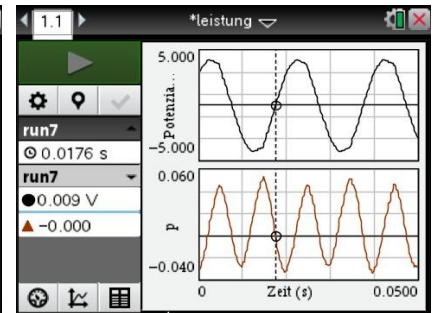 1.1
*leistung
5.000
Potenzia...
-5.000
run7
0.0176 s
run7
0.009 V
-0.000
0.060
p
-0.040
0
Zeit (s)
0.0500